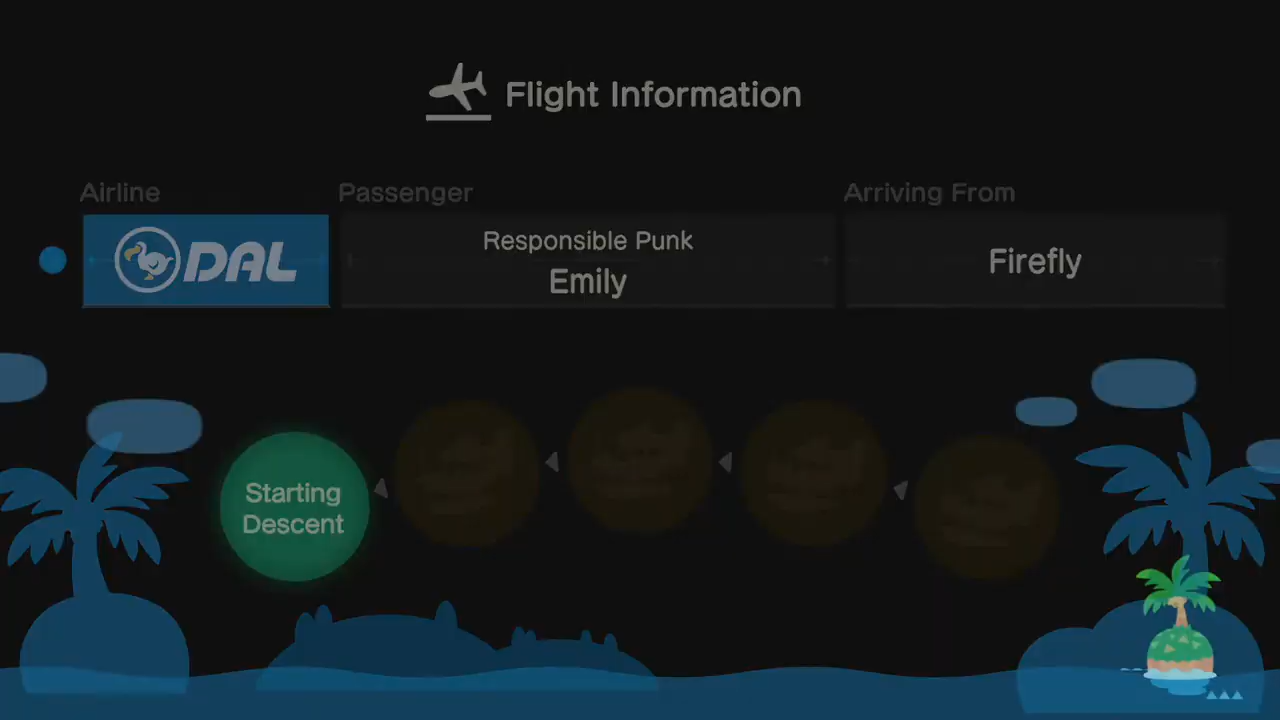 Flight Information
Airline
Passenger
Arriving From
DAL
Responsible Punk
Emily
Firefly
Starting
Descent